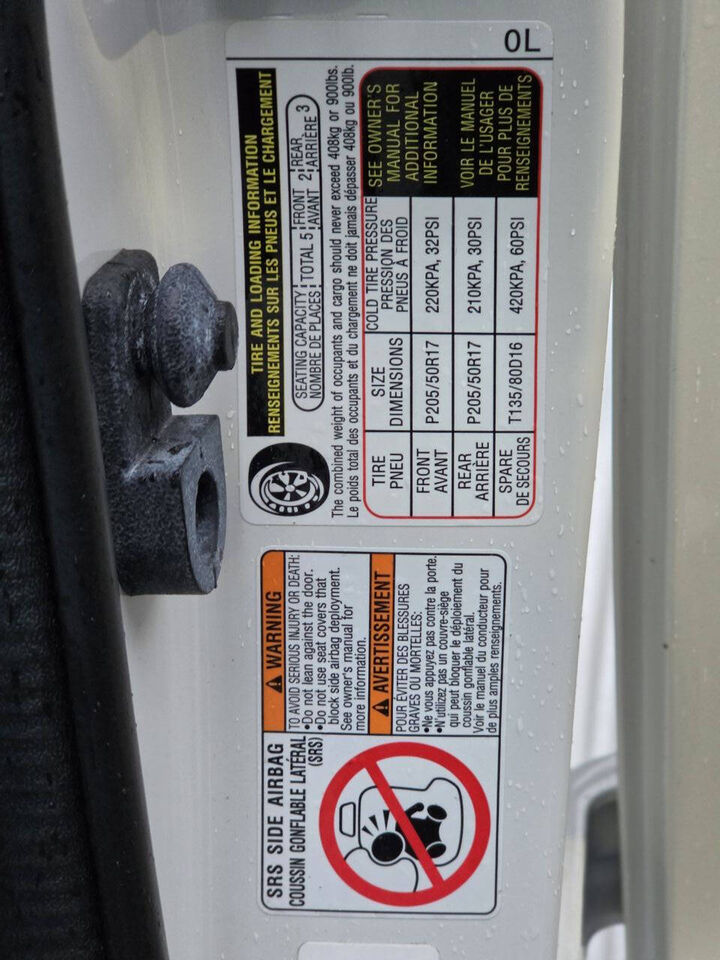 OL
TIRE AND LOADING INFORMATION
RENSEIGNEMENTS SUR LES PNEUS ET LE CHARGEMENT
SEATING CAPACITY TOTAL 5 FRONT 2 REAR 3
NOMBRE DE PLACES AVANT ARRIÈRE
The combined weight of occupants and cargo should never exceed 408kg or 900lbs.
Le poids total des occupants et du chargement ne doit jamais dépasser 408kg ou 900lb.
TIRE SIZE COLD TIRE PRESSURE
PNEU DIMENSIONS PRESSION DES
PNEUS À FROID
FRONT P205/50R17 220KPA, 32PSI
AVANT
REAR P205/50R17 210KPA, 30PSI
ARRIÈRE
SPARE T135/80D16 420KPA, 60PSI
DE SECOURS
SEE OWNER'S
MANUAL FOR
ADDITIONAL
INFORMATION
VOIR LE MANUEL
DE L'USAGER
POUR PLUS DE
RENSEIGNEMENTS
SRS SIDE AIRBAG
COUSSIN GONFLABLE LATÉRAL
(SRS)
WARNING
TO AVOID SERIOUS INJURY OR DEATH:
•Do not lean against the door.
•Do not use seat covers that
block side airbag deployment.
See owner's manual for
more information.
AVERTISSEMENT
POUR ÉVITER DES BLESSURES
GRAVES OU MORTELLES:
•Ne vous appuyez pas contre la porte.
•N'utilizez pas un couvre-siège
qui peut bloquer le déploiement du
coussin gonflable latéral.
Voir le manuel du conducteur pour
de plus amples renseignements.